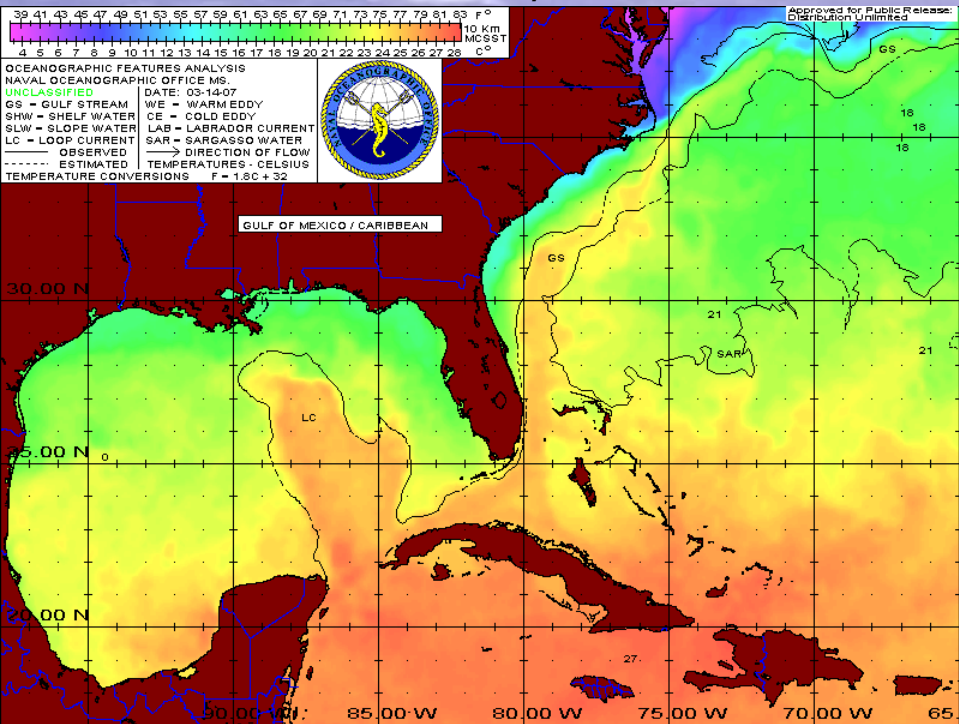 39 41 43 45 47 49 51 53 55 57 59 61 63 65 67 69 71 73 75 77 79 81 83 F°
10 Km
MCSST
4 5 6 7 8 9 10 11 12 13 14 15 16 17 18 19 20 21 22 23 24 25 26 27 28 C°
Approved for Public Release:
Distribution Unlimited
OCEANOGRAPHIC FEATURES ANALYSIS
NAVAL OCEANOGRAPHIC OFFICE MS.
UNCLASSIFIED DATE: 03-14-07
GS = GULF STREAM WE = WARM EDDY
SHW = SHELF WATER CE = COLD EDDY
SLW = SLOPE WATER LAB = LABRADOR CURRENT
LC = LOOP CURRENT SAR = SARGASSO WATER
OBSERVED DIRECTION OF FLOW
ESTIMATED TEMPERATURES - CELSIUS
TEMPERATURE CONVERSIONS F = 1.8C + 32
NAVAL OCEANOGRAPHIC OFFICE
GULF OF MEXICO / CARIBBEAN
GS
18
18
18
GS
30.00 N
21
SAR
21
LC
25.00 N
0
20.00 N
27
90.00 W 85.00 W 80.00 W 75.00 W 70.00 W 65.